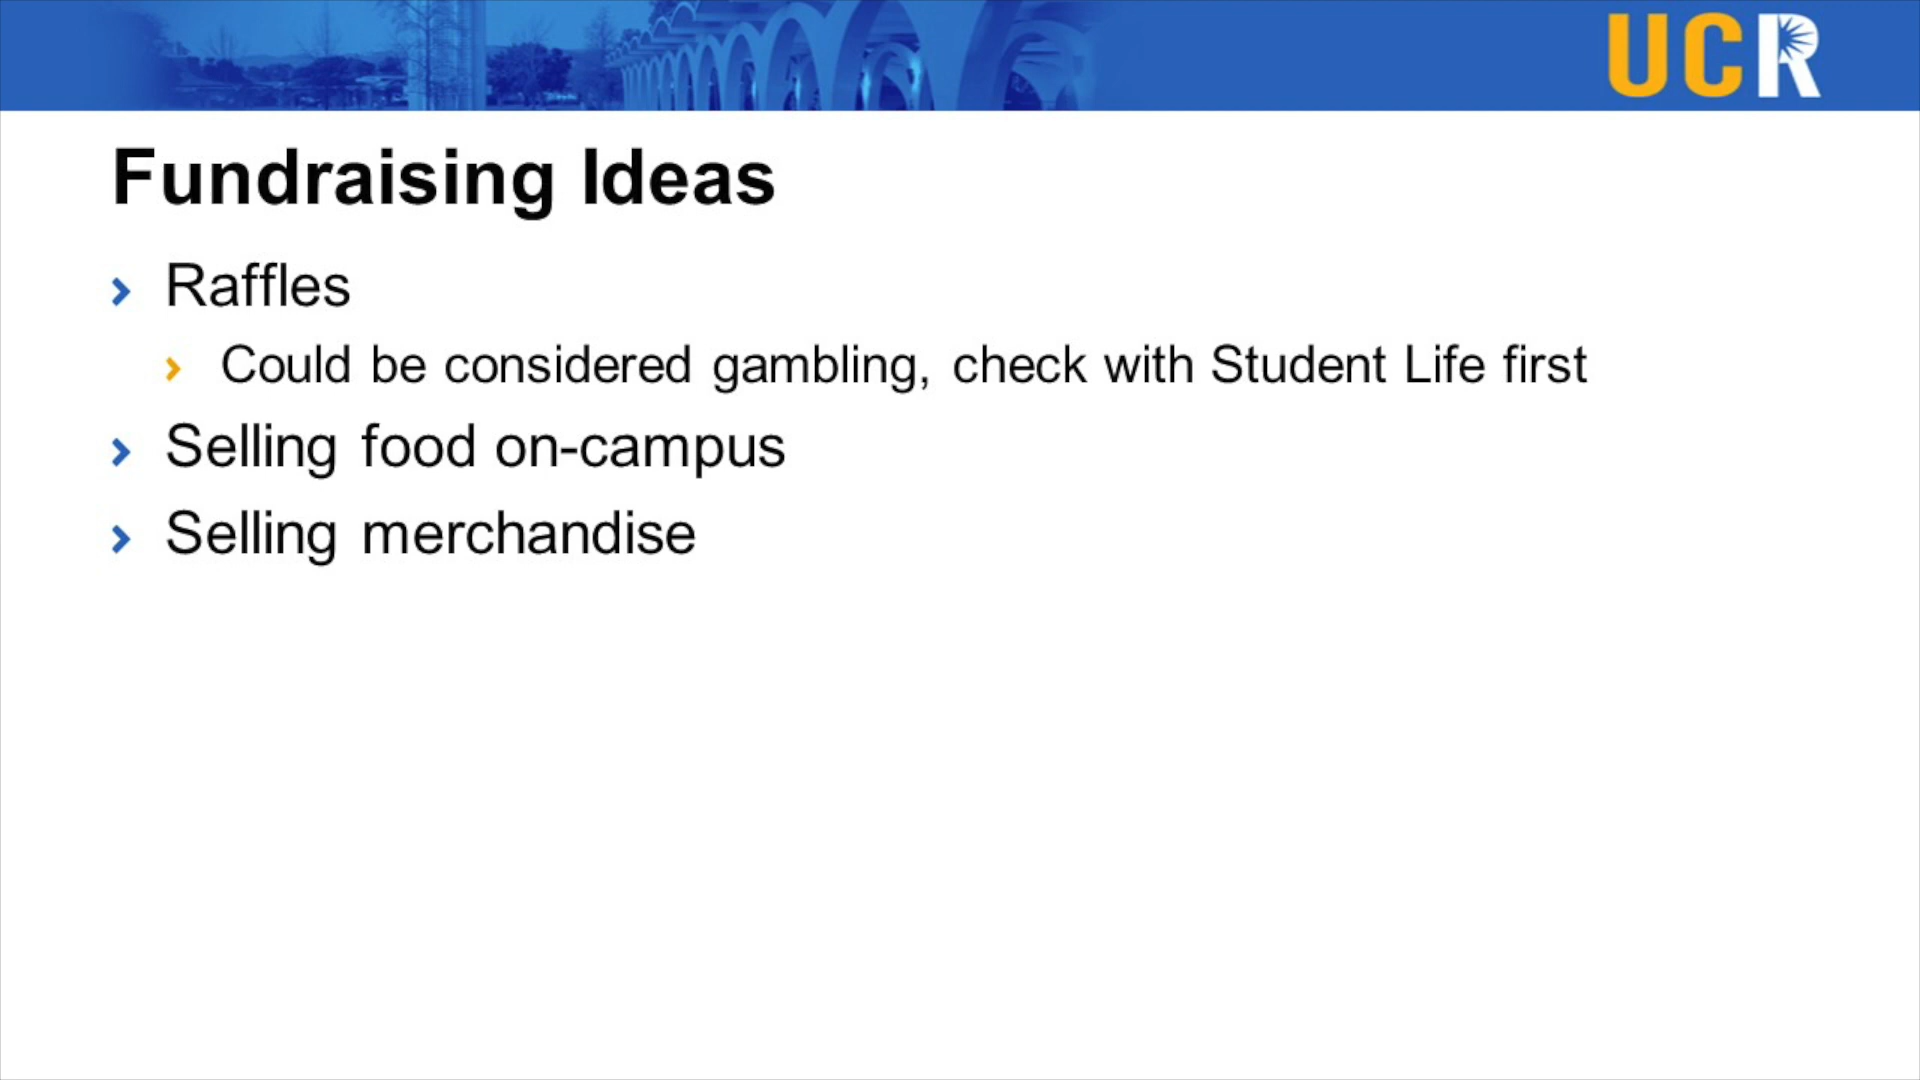 UCR
Fundraising Ideas
Raffles
Could be considered gambling, check with Student Life first
Selling food on-campus
Selling merchandise